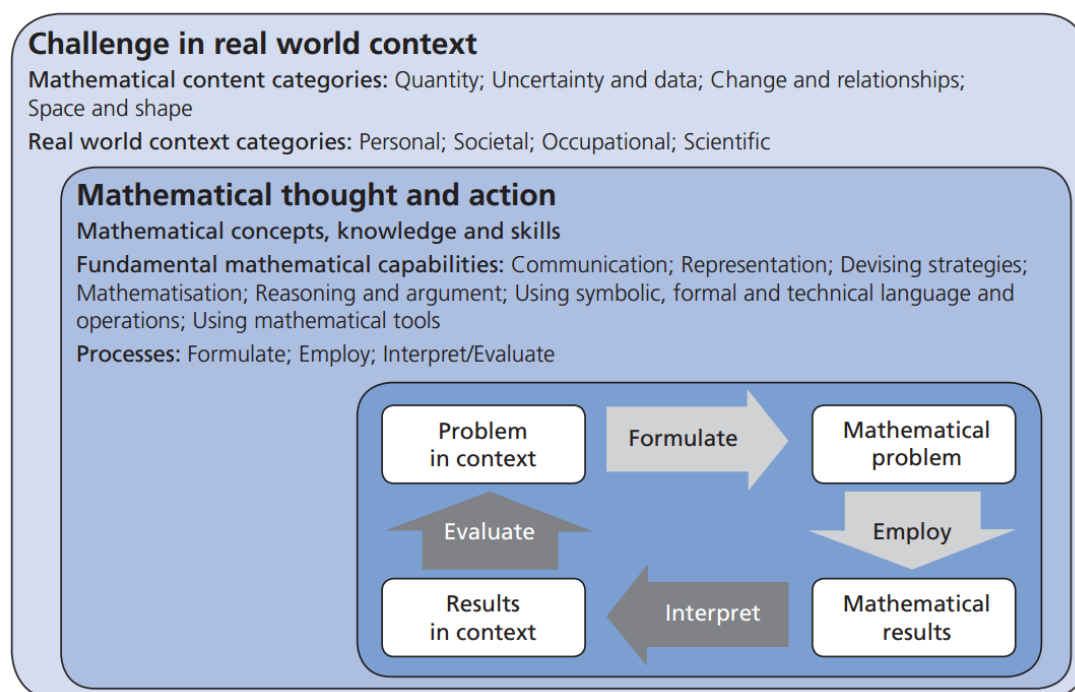 Challenge in real world context
Mathematical content categories: Quantity; Uncertainty and data; Change and relationships;
Space and shape
Real world context categories: Personal; Societal; Occupational; Scientific
Mathematical thought and action
Mathematical concepts, knowledge and skills
Fundamental mathematical capabilities: Communication; Representation; Devising strategies;
Mathematisation; Reasoning and argument; Using symbolic, formal and technical language and
operations; Using mathematical tools
Processes: Formulate; Employ; Interpret/Evaluate
Problem
in context
Formulate
Mathematical
problem
Evaluate
Employ
Results
in context
Interpret
Mathematical
results